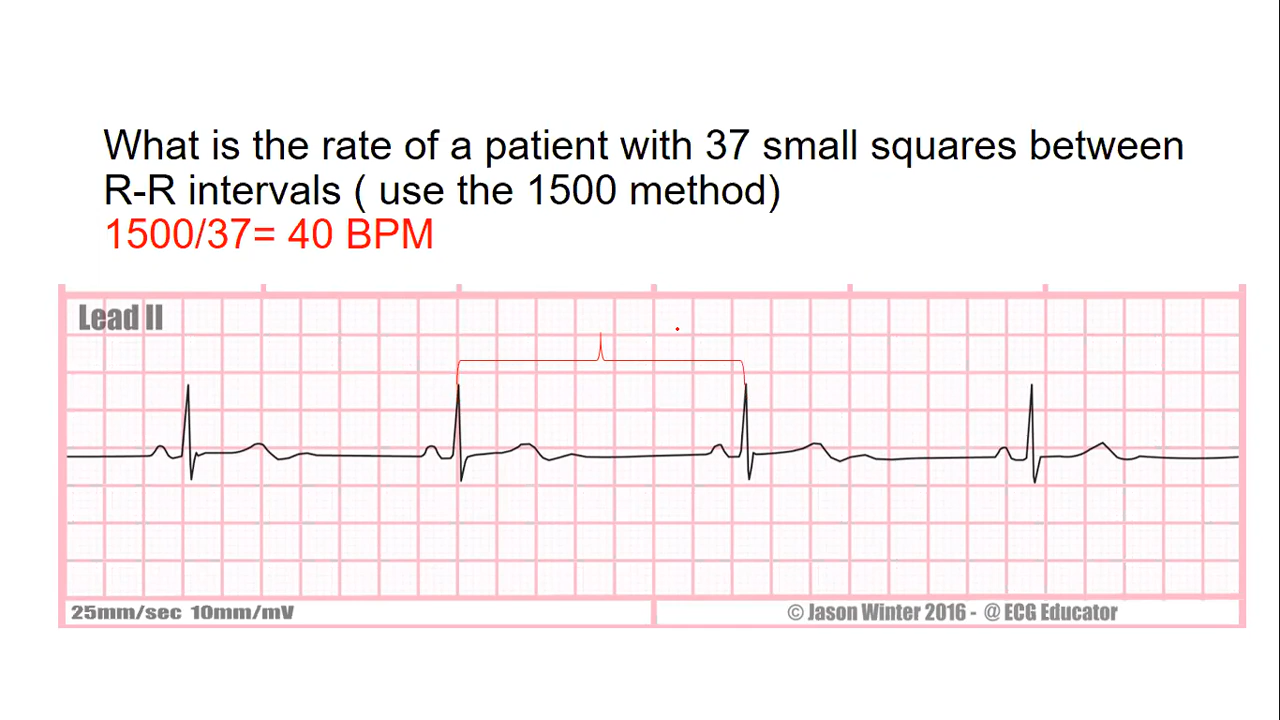 What is the rate of a patient with 37 small squares between
R-R intervals ( use the 1500 method)
1500/37= 40 BPM
Lead II
25mm/sec 10mm/mV
© Jason Winter 2016 - @ ECG Educator